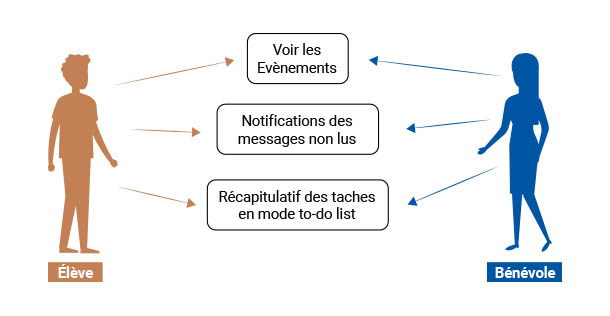 Voir les
Evènements
Notifications des
messages non lus
Récapitulatif des taches
en mode to-do list
Élève
Bénévole